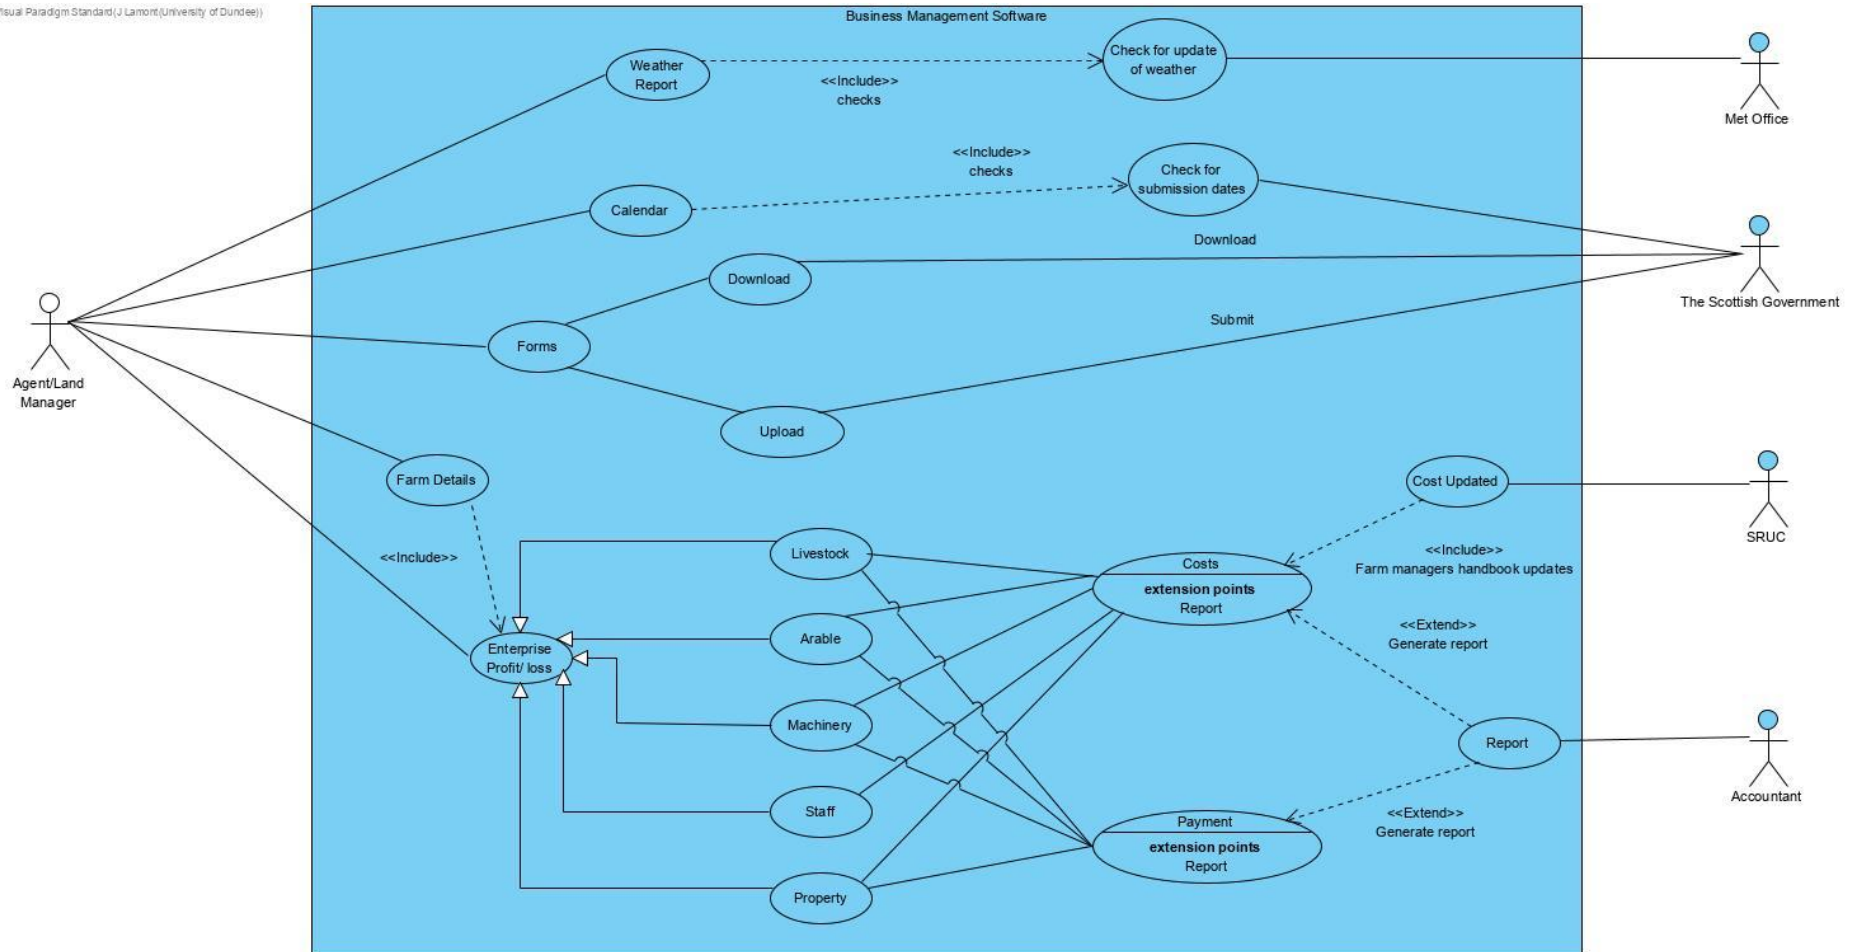 Visual Paradigm Standard(J Lamont(University of Dundee))
Business Management Software
Weather
Report
<<Include>>
checks
Check for update
of weather
Met Office
Calendar
<<Include>>
checks
Check for
submission dates
Download
Download
The Scottish Government
Forms
Submit
Upload
Agent/Land
Manager
Farm Details
<<Include>>
Cost Updated
SRUC
<<Include>>
Farm managers handbook updates
Livestock
Costs
extension points
Report
Arable
Enterprise
Profit/ loss
<<Extend>>
Generate report
Machinery
Report
Accountant
Staff
Payment
extension points
Report
<<Extend>>
Generate report
Property